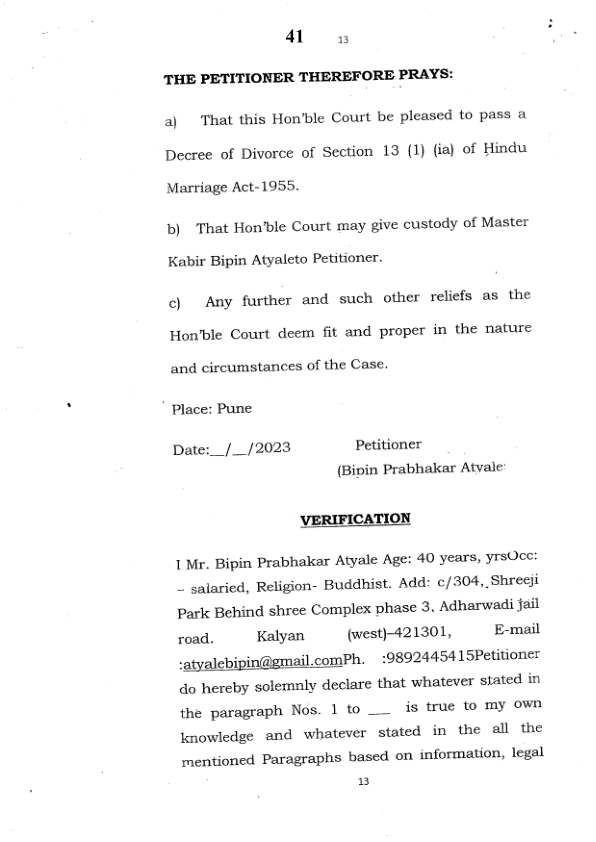 41 13
THE PETITIONER THEREFORE PRAYS:
a) That this Hon'ble Court be pleased to pass a
Decree of Divorce of Section 13 (1) (ia) of Hindu
Marriage Act-1955.
b) That Hon'ble Court may give custody of Master
Kabir Bipin Atyaleto Petitioner.
c) Any further and such other reliefs as the
Hon'ble Court deem fit and proper in the nature
and circumstances of the Case.
Place: Pune
Date:__/__/2023 Petitioner
(Bipin Prabhakar Atyale
VERIFICATION
I Mr. Bipin Prabhakar Atyale Age: 40 years, yrsOcc:
– salaried, Religion- Buddhist. Add: c/304, Shreeji
Park Behind shree Complex phase 3, Adharwadi jail
road. Kalyan (west)–421301, E-mail
:atyalebipin@gmail.comPh. :9892445415Petitioner
do hereby solemnly declare that whatever stated in
the paragraph Nos. 1 to ___ is true to my own
knowledge and whatever stated in the all the
mentioned Paragraphs based on information, legal
13